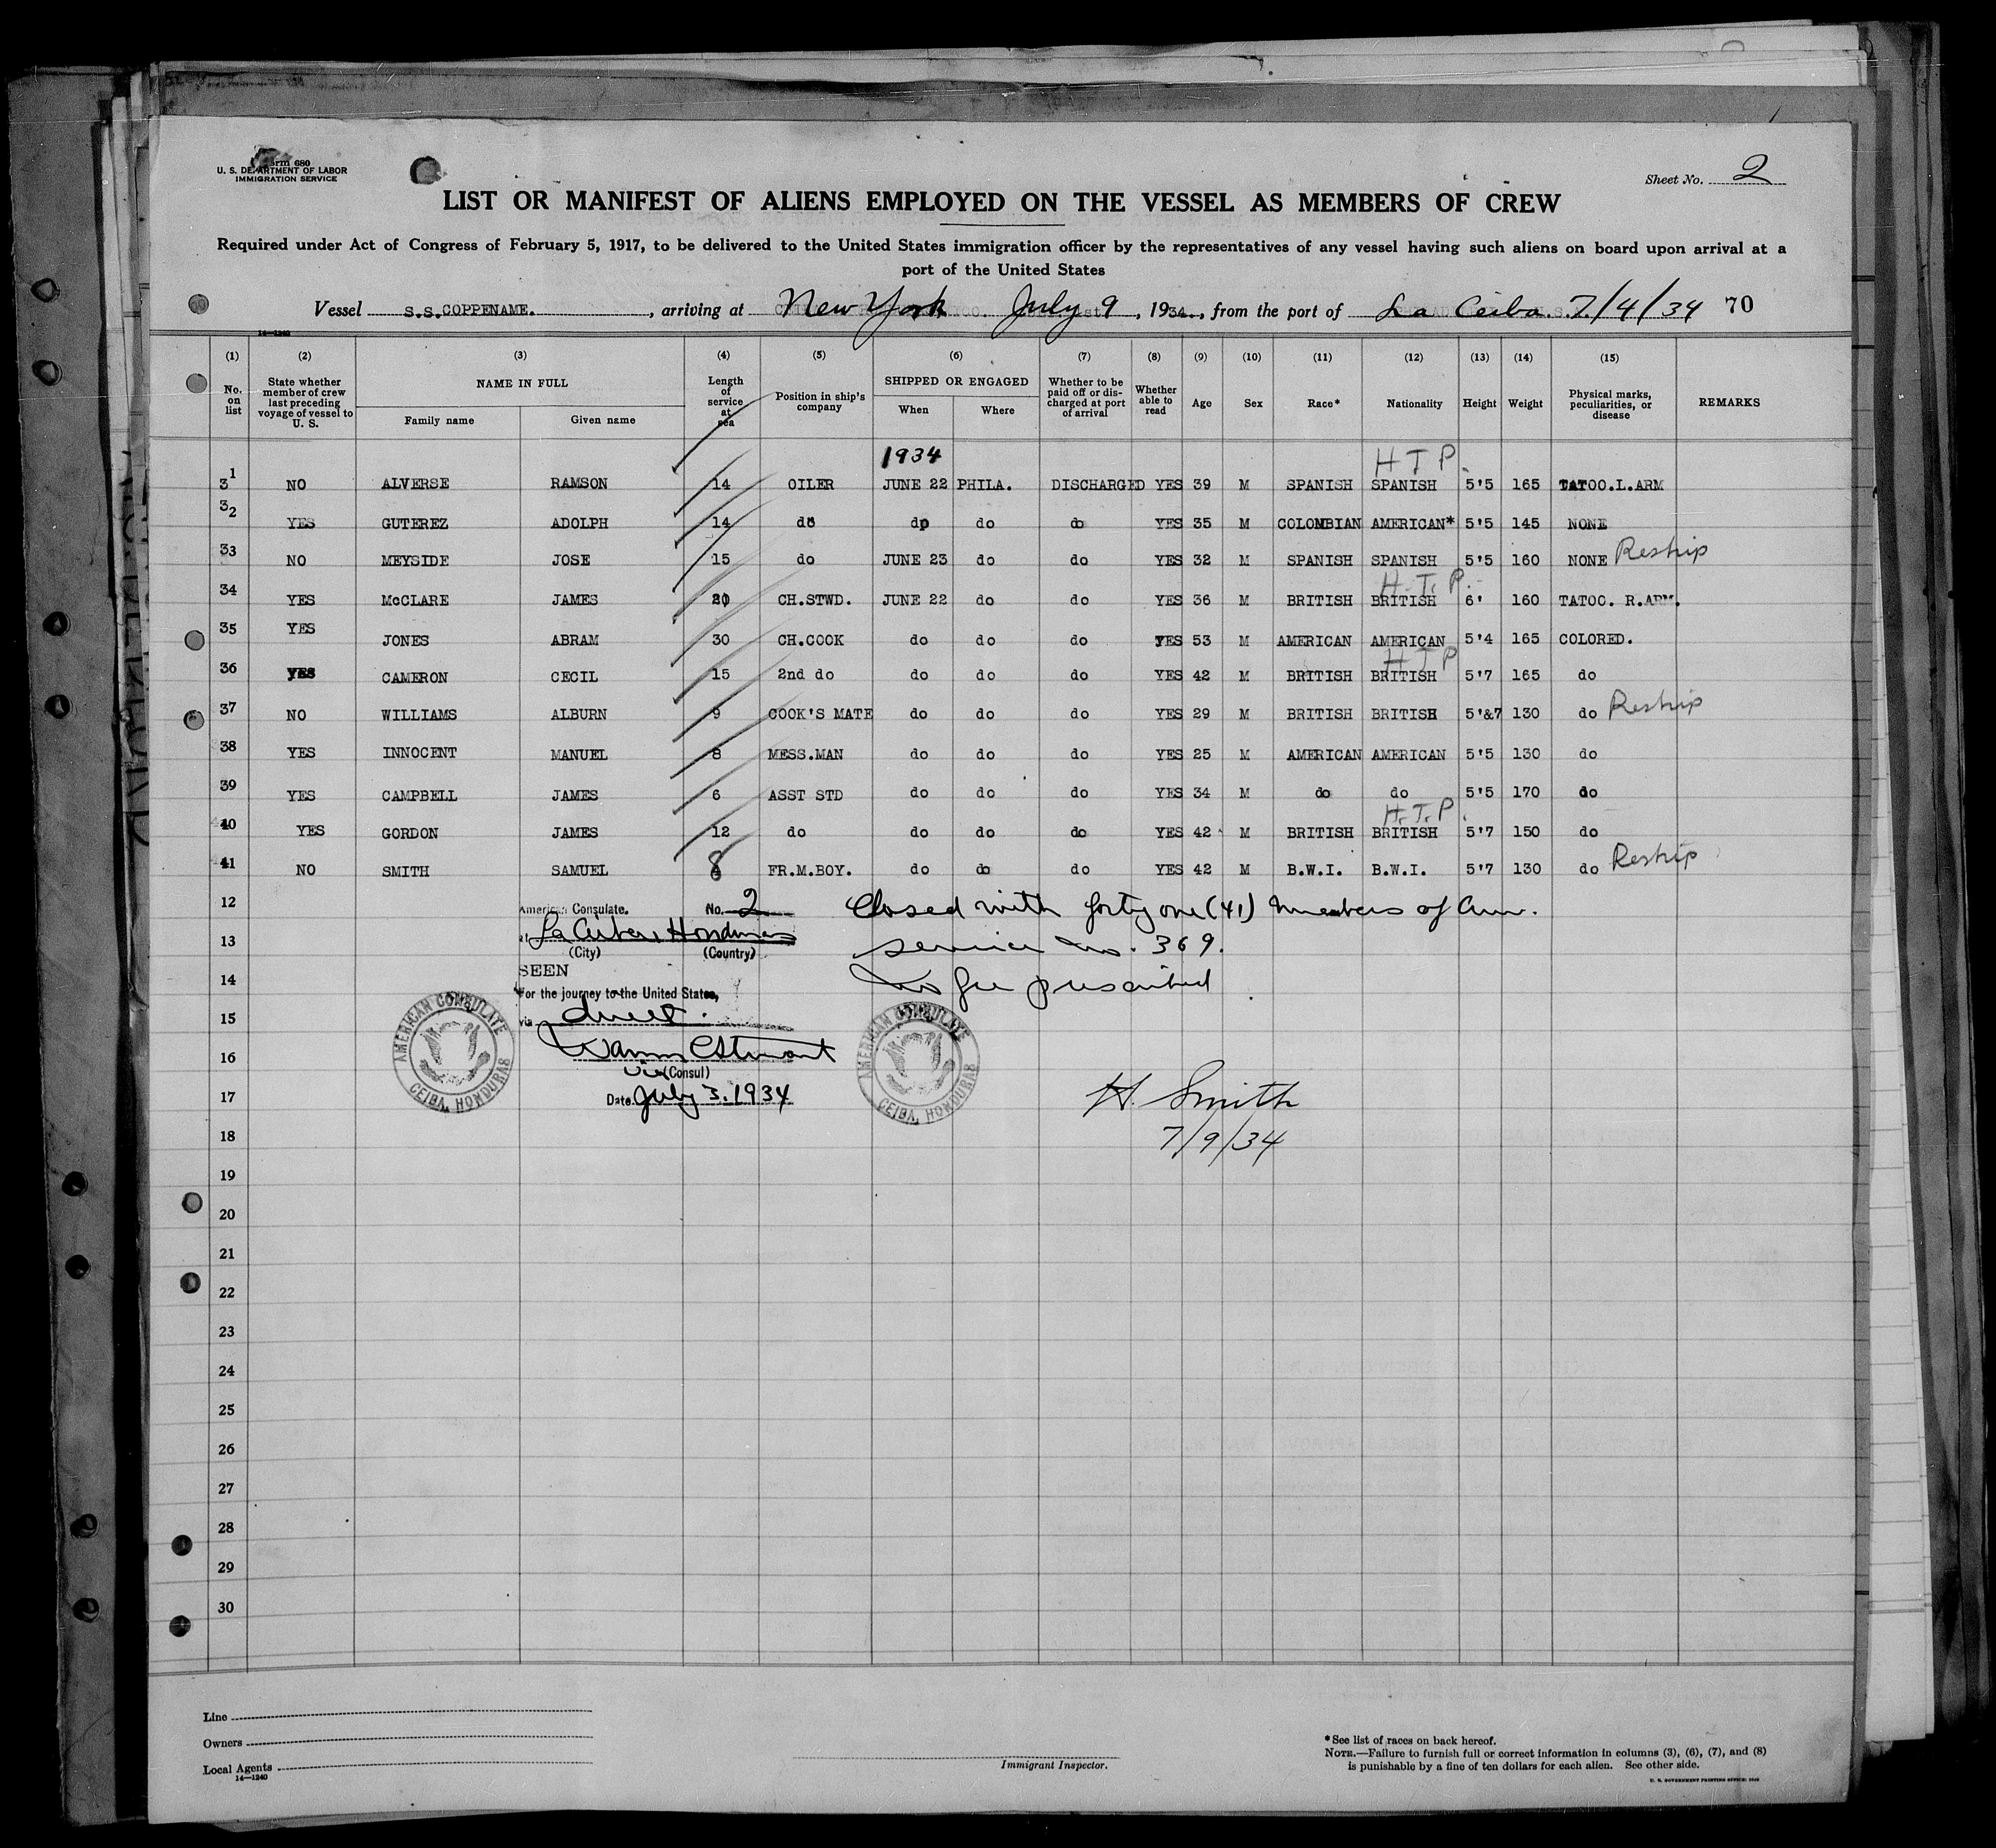 Form 680
U. S. DEPARTMENT OF LABOR
IMMIGRATION SERVICE
Sheet No. 2
LIST OR MANIFEST OF ALIENS EMPLOYED ON THE VESSEL AS MEMBERS OF CREW
Required under Act of Congress of February 5, 1917, to be delivered to the United States immigration officer by the representatives of any vessel having such aliens on board upon arrival at a
port of the United States
Vessel S.S.COPPENAME. , arriving at New York July 9 , 1934 , from the port of La Ceiba. 7/4/34 70
14-1240
(1) (2) (3) (4) (5) (6) (7) (8) (9) (10) (11) (12) (13) (14) (15)
No. on list State whether member of crew last preceding voyage of vessel to U. S. NAME IN FULL Family name Given name Length of service at sea Position in ship's company SHIPPED OR ENGAGED When Where Whether to be paid off or discharged at port of arrival Whether able to read Age Sex Race* Nationality Height Weight Physical marks, peculiarities, or disease REMARKS
1934 H T P.
31 NO ALVERSE RAMSON 14 OILER JUNE 22 PHILA. DISCHARGED YES 39 M SPANISH SPANISH 5'5 165 TATOO.L.ARM
32 YES GUTEREZ ADOLPH 14 do do do do YES 35 M COLOMBIAN AMERICAN* 5'5 145 NONE
33 NO MEYSIDE JOSE 15 do JUNE 23 do do YES 32 M SPANISH SPANISH 5'5 160 NONE Reship
H.T.P.
34 YES McCLARE JAMES 20 CH.STWD. JUNE 22 do do YES 36 M BRITISH BRITISH 6' 160 TATOO. R.ARM.
35 YES JONES ABRAM 30 CH.COOK do do do YES 53 M AMERICAN AMERICAN 5'4 165 COLORED.
H T P
36 YES CAMERON CECIL 15 2nd do do do do YES 42 M BRITISH BRITISH 5'7 165 do
37 NO WILLIAMS ALBURN 9 COOK'S MATE do do do YES 29 M BRITISH BRITISH 5'&7 130 do Reship
38 YES INNOCENT MANUEL 8 MESS.MAN do do do YES 25 M AMERICAN AMERICAN 5'5 130 do
39 YES CAMPBELL JAMES 6 ASST STD do do do YES 34 M do do 5'5 170 do
H.T.P.
40 YES GORDON JAMES 12 do do do do YES 42 M BRITISH BRITISH 5'7 150 do
41 NO SMITH SAMUEL 8 FR.M.BOY. do do do YES 42 M B.W.I. B.W.I. 5'7 130 do Reship
12 American Consulate. No. 2 Closed with forty one (41) members of Crew.
13 at La Ceiba, Honduras service no. 369.
(City) (Country)
14 SEEN No fee prescribed
For the journey to the United States,
15 via direct.
AMERICAN CONSULATE CEIBA, HONDURAS
AMERICAN CONSULATE CEIBA, HONDURAS
16
Vice (Consul)
17 Date July 3. 1934 H. Smith
18 7/9/34
19
20
21
22
23
24
25
26
27
28
29
30
Line
Owners
Local Agents
14-1240
Immigrant Inspector.
*See list of races on back hereof.
NOTE.—Failure to furnish full or correct information in columns (3), (6), (7), and (8)
is punishable by a fine of ten dollars for each alien. See other side.
U. S. GOVERNMENT PRINTING OFFICE: